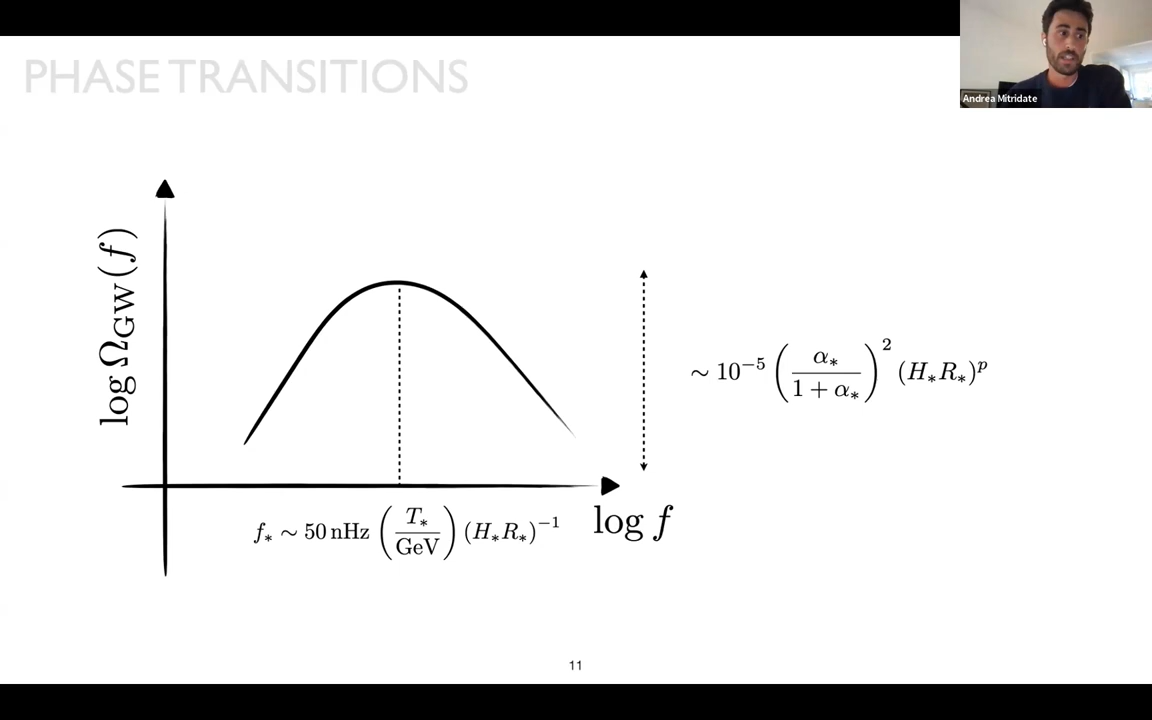 PHASE TRANSITIONS
Andrea Mitridate
log Ω_GW(f)
∼ 10⁻⁵ (α_* / (1 + α_*))² (H_*R_*)^p
f_* ∼ 50 nHz (T_* / GeV) (H_*R_*)⁻¹
log f
11